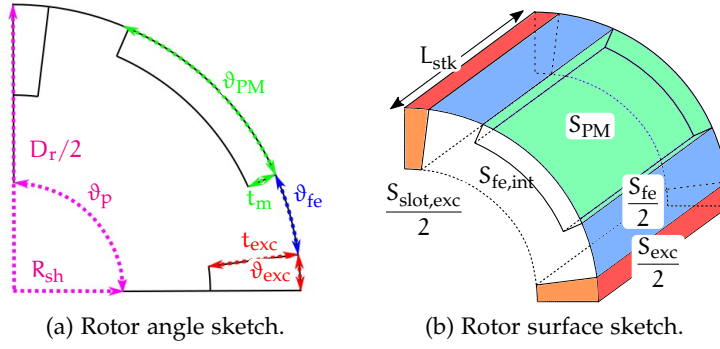 ϑ_PM
D_r/2
ϑ_p
t_m
ϑ_fe
t_exc
ϑ_exc
R_sh
(a) Rotor angle sketch.
L_stk
S_PM
S_fe,int
S_slot,exc
2
S_fe
2
S_exc
2
(b) Rotor surface sketch.